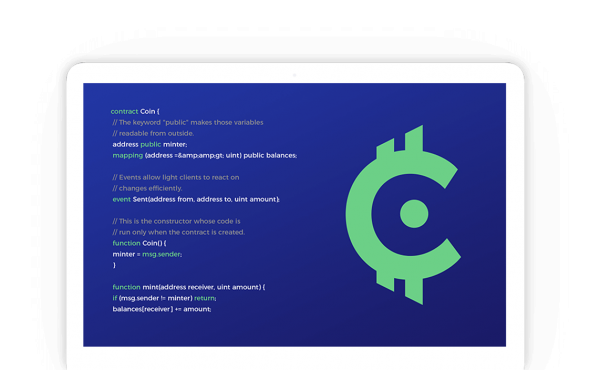 contract Coin {
// The keyword "public" makes those variables
// readable from outside.
address public minter;
mapping (address =&amp;amp;gt; uint) public balances;
// Events allow light clients to react on
// changes efficiently.
event Sent(address from, address to, uint amount);
// This is the constructor whose code is
// run only when the contract is created.
function Coin() {
minter = msg.sender;
}
function mint(address receiver, uint amount) {
if (msg.sender != minter) return;
balances[receiver] += amount;